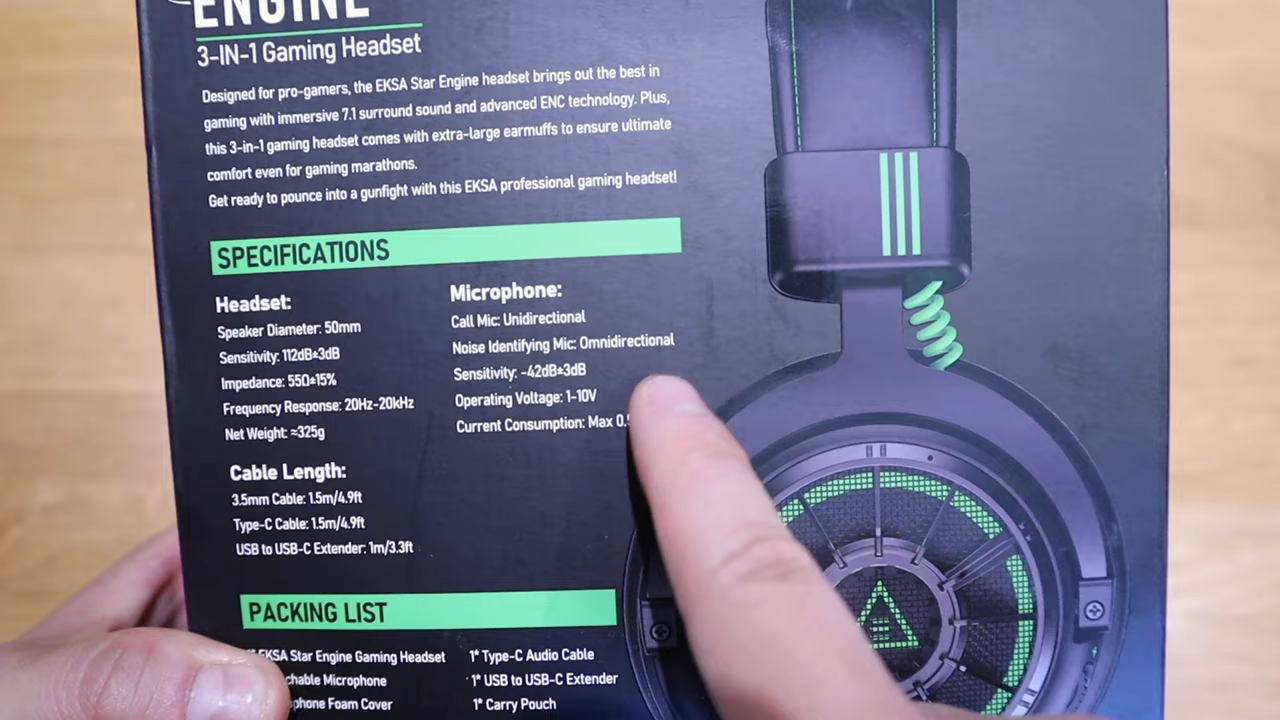 ENGINE
3-IN-1 Gaming Headset
Designed for pro-gamers, the EKSA Star Engine headset brings out the best in
gaming with immersive 7.1 surround sound and advanced ENC technology. Plus,
this 3-in-1 gaming headset comes with extra-large earmuffs to ensure ultimate
comfort even for gaming marathons.
Get ready to pounce into a gunfight with this EKSA professional gaming headset!
SPECIFICATIONS
Headset:
Speaker Diameter: 50mm
Sensitivity: 112dB±3dB
Impedance: 55Ω±15%
Frequency Response: 20Hz-20kHz
Net Weight: ≈325g
Microphone:
Call Mic: Unidirectional
Noise Identifying Mic: Omnidirectional
Sensitivity: -42dB±3dB
Operating Voltage: 1-10V
Current Consumption: Max
Cable Length:
3.5mm Cable: 1.5m/4.9ft
Type-C Cable: 1.5m/4.9ft
USB to USB-C Extender: 1m/3.3ft
PACKING LIST
EKSA Star Engine Gaming Headset
Microphone
Foam Cover
1* Type-C Audio Cable
1* USB to USB-C Extender
1* Carry Pouch